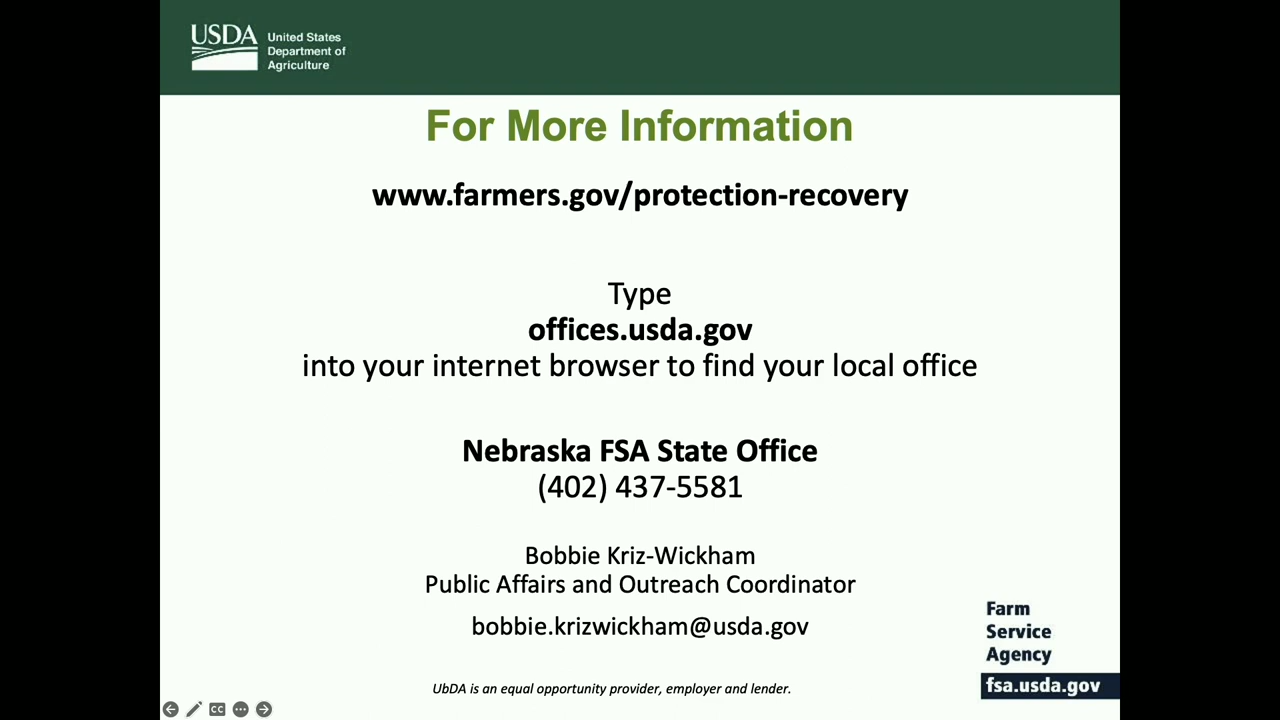 USDA
United States
Department of
Agriculture
For More Information
www.farmers.gov/protection-recovery
Type
offices.usda.gov
into your internet browser to find your local office
Nebraska FSA State Office
(402) 437-5581
Bobbie Kriz-Wickham
Public Affairs and Outreach Coordinator
bobbie.krizwickham@usda.gov
Farm
Service
Agency
fsa.usda.gov
UbDA is an equal opportunity provider, employer and lender.
CC